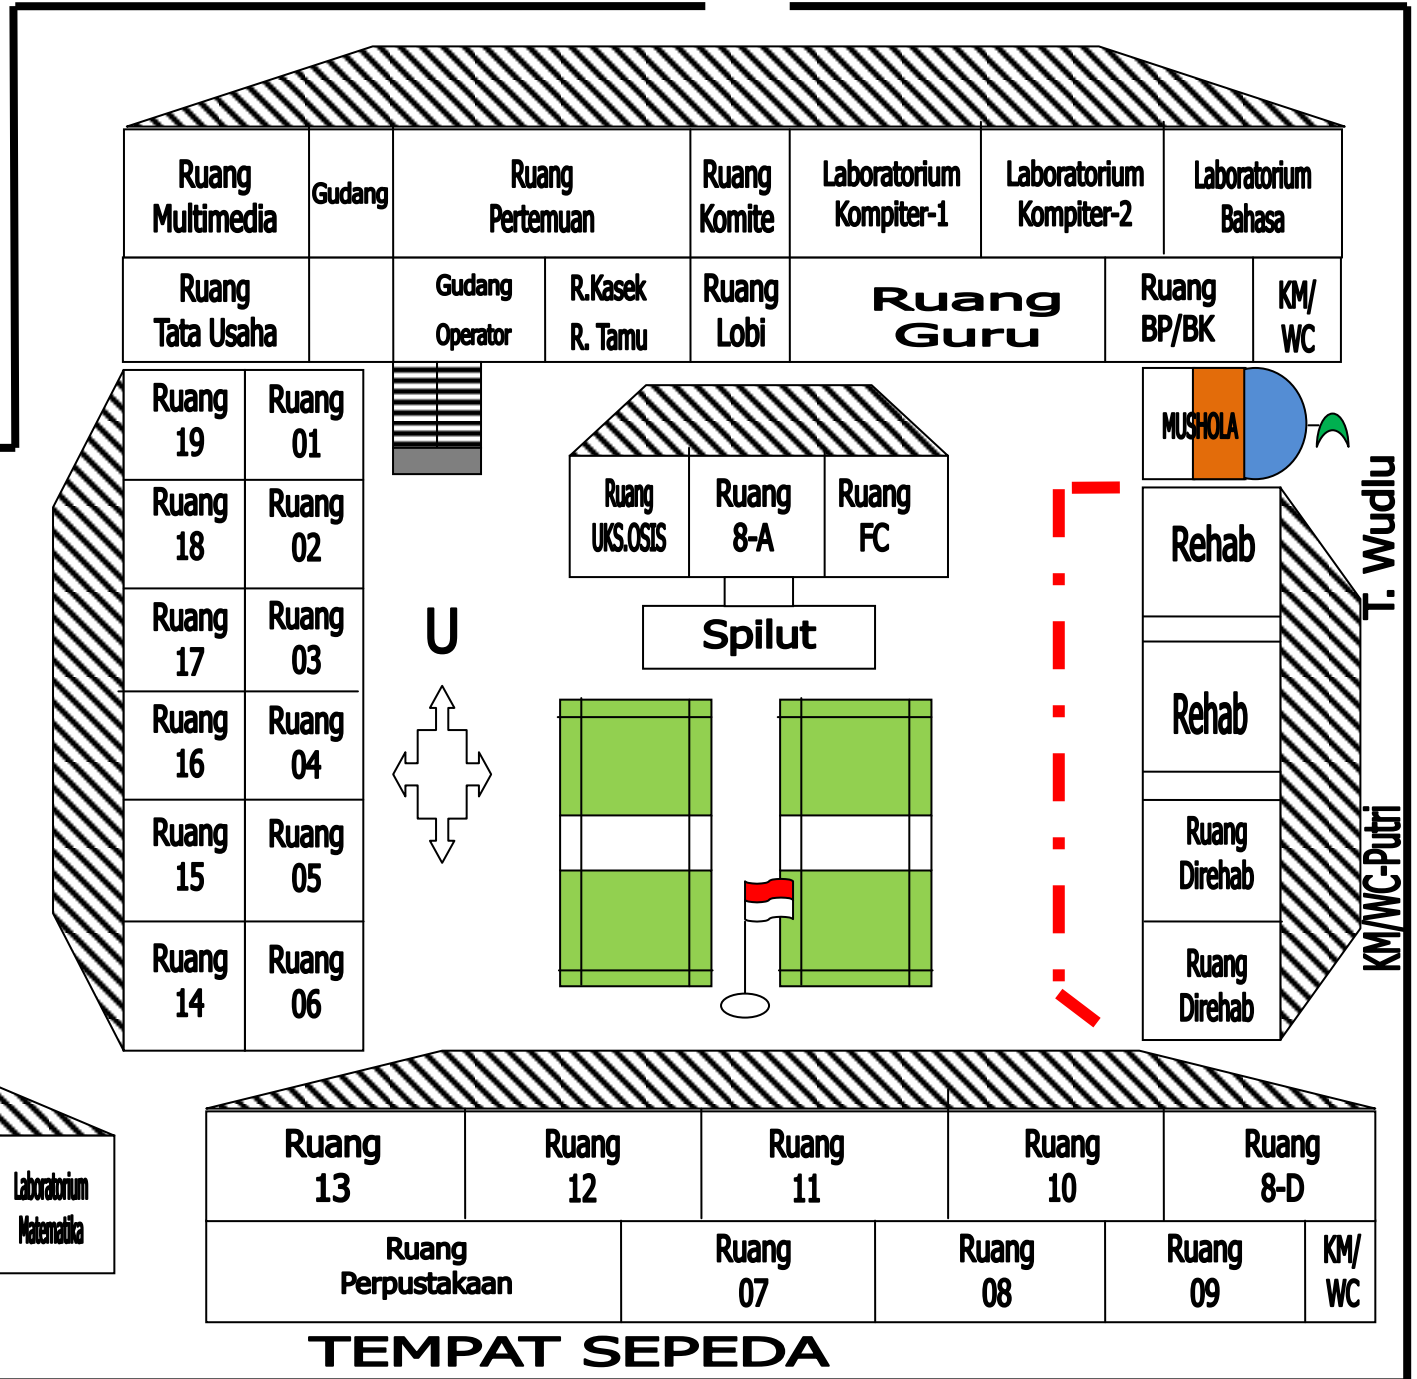 Ruang
Multimedia
Gudang
Ruang
Pertemuan
Ruang
Komite
Laboratorium
Kompiter-1
Laboratorium
Kompiter-2
Laboratorium
Bahasa
Ruang
Tata Usaha
Gudang
Operator
R.Kasek
R. Tamu
Ruang
Lobi
Ruang
Guru
Ruang
BP/BK
KM/
WC
Ruang
19
Ruang
01
Ruang
18
Ruang
02
Ruang
17
Ruang
03
Ruang
16
Ruang
04
Ruang
15
Ruang
05
Ruang
14
Ruang
06
U
Ruang
UKS.OSIS
Ruang
8-A
Ruang
FC
Spilut
MUSHOLA
T. Wudlu
Rehab
Rehab
Ruang
Direhab
Ruang
Direhab
KM/WC-Putri
Laboratorium
Matematika
Ruang
13
Ruang
12
Ruang
11
Ruang
10
Ruang
8-D
Ruang
Perpustakaan
Ruang
07
Ruang
08
Ruang
09
KM/
WC
TEMPAT SEPEDA